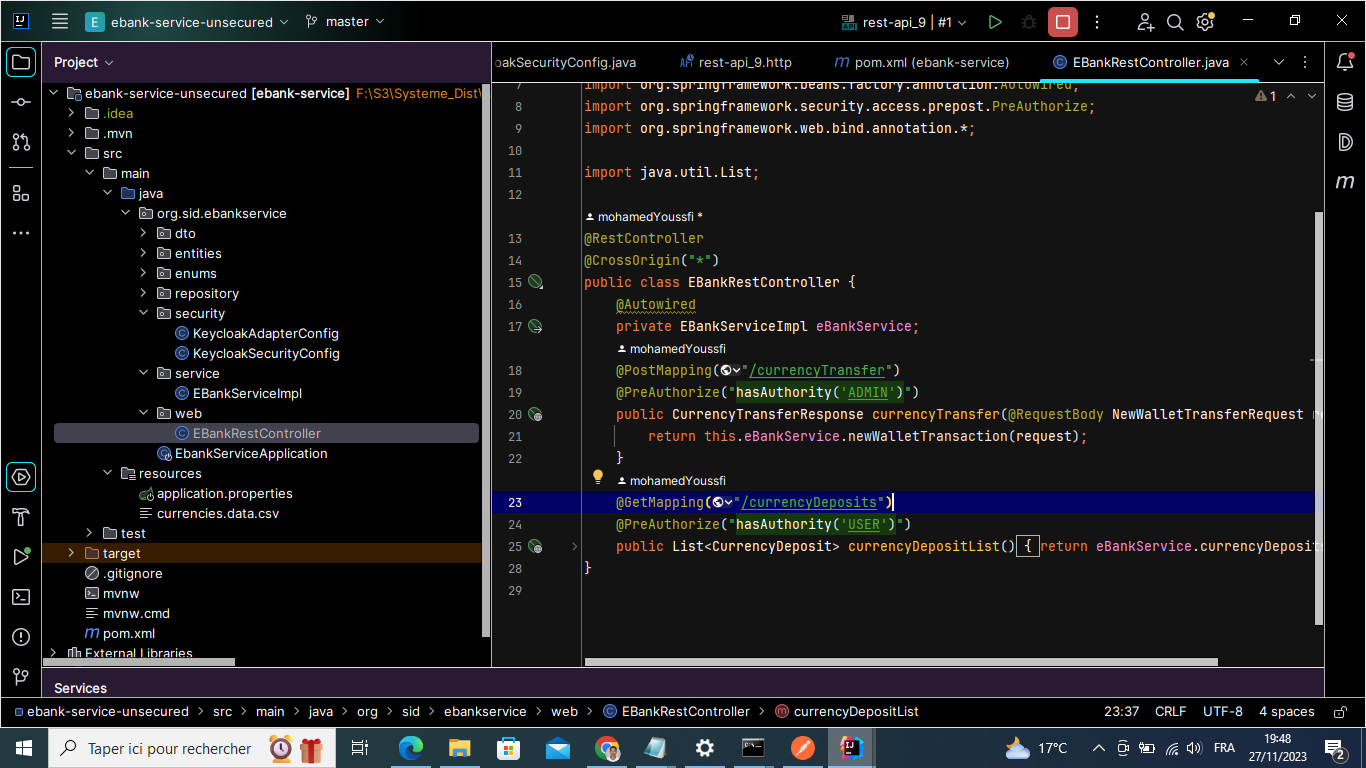 ebank-service-unsecured
master
rest-api_9 | #1
Project
oakSecurityConfig.java
rest-api_9.http
pom.xml (ebank-service)
EBankRestController.java
ebank-service-unsecured [ebank-service] F:\S3\Systeme_Dist\
.idea
.mvn
src
main
java
org.sid.ebankservice
dto
entities
enums
repository
security
KeycloakAdapterConfig
KeycloakSecurityConfig
service
EBankServiceImpl
web
EBankRestController
EbankServiceApplication
resources
application.properties
currencies.data.csv
test
target
.gitignore
mvnw
mvnw.cmd
pom.xml
External Libraries
1
7 import org.springframework.beans.factory.annotation.Autowired;
8 import org.springframework.security.access.prepost.PreAuthorize;
9 import org.springframework.web.bind.annotation.*;
10
11 import java.util.List;
12
mohamedYoussfi *
13 @RestController
14 @CrossOrigin("*")
15 public class EBankRestController {
16 @Autowired
17 private EBankServiceImpl eBankService;
mohamedYoussfi
18 @PostMapping("/currencyTransfer")
19 @PreAuthorize("hasAuthority('ADMIN')")
20 public CurrencyTransferResponse currencyTransfer(@RequestBody NewWalletTransferRequest re
21 return this.eBankService.newWalletTransaction(request);
22 }
mohamedYoussfi
23 @GetMapping("/currencyDeposits")
24 @PreAuthorize("hasAuthority('USER')")
25 public List<CurrencyDeposit> currencyDepositList() { return eBankService.currencyDeposits
28 }
29
Services
ebank-service-unsecured > src > main > java > org > sid > ebankservice > web > EBankRestController > currencyDepositList
23:37 CRLF UTF-8 4 spaces
Taper ici pour rechercher
17°C
FRA
19:48
27/11/2023
2